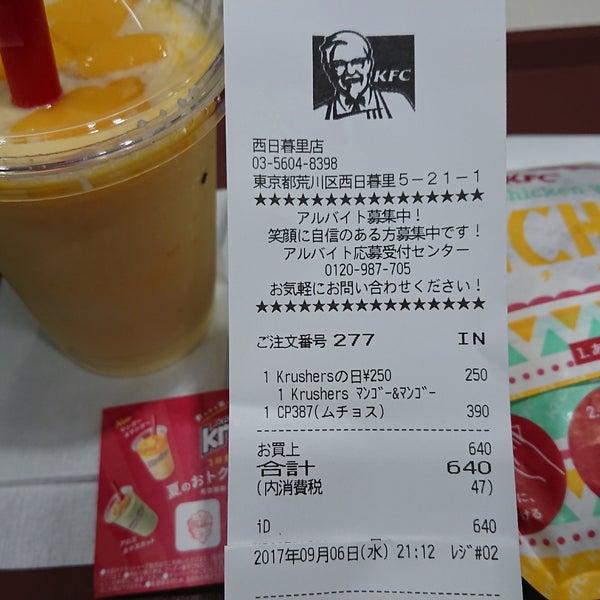 KFC
西日暮里店
03-5604-8398
東京都荒川区西日暮里5-21-1
★★★★★★★★★★★★★★★★
アルバイト募集中!
笑顔に自信のある方募集中です!
アルバイト応募受付センター
0120-987-705
お気軽にお問い合わせください!
★★★★★★★★★★★★★★★★
ご注文番号 277 IN
1 Krushersの日¥250 250
1 Krushers マンゴー&マンゴー
1 CP387(ムチョス) 390
お買上 640
合計 640
(内消費税 47)
iD 640
2017年09月06日(水) 21:12 レジ#02
夏のおトク
KFC
1.
2.